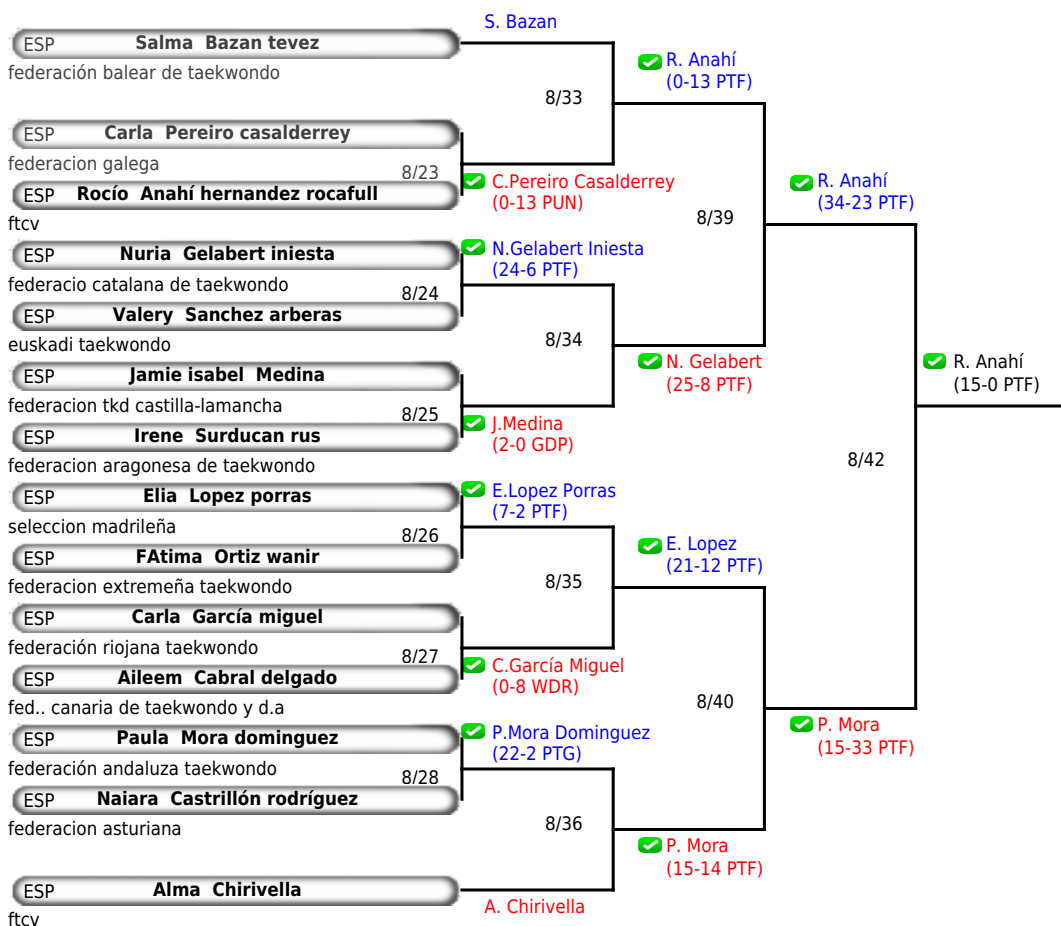 S. Bazan
ESP Salma Bazan tevez
federación balear de taekwondo
R. Anahí
(0-13 PTF)
8/33
ESP Carla Pereiro casalderrey
federacion galega
8/23
C.Pereiro Casalderrey
(0-13 PUN)
R. Anahí
(34-23 PTF)
ESP Rocío Anahí hernandez rocafull
ftcv
8/39
ESP Nuria Gelabert iniesta
N.Gelabert Iniesta
(24-6 PTF)
federacio catalana de taekwondo
8/24
ESP Valery Sanchez arberas
euskadi taekwondo
8/34
N. Gelabert
(25-8 PTF)
R. Anahí
(15-0 PTF)
ESP Jamie isabel Medina
federacion tkd castilla-lamancha
8/25
J.Medina
(2-0 GDP)
ESP Irene Surducan rus
federacion aragonesa de taekwondo
8/42
ESP Elia Lopez porras
E.Lopez Porras
(7-2 PTF)
seleccion madrileña
8/26
E. Lopez
(21-12 PTF)
ESP FAtima Ortiz wanir
federacion extremeña taekwondo
8/35
ESP Carla García miguel
federación riojana taekwondo
8/27
C.García Miguel
(0-8 WDR)
ESP Aileem Cabral delgado
fed.. canaria de taekwondo y d.a
8/40
P. Mora
(15-33 PTF)
ESP Paula Mora dominguez
P.Mora Dominguez
(22-2 PTG)
federación andaluza taekwondo
8/28
ESP Naiara Castrillón rodríguez
federacion asturiana
8/36
P. Mora
(15-14 PTF)
ESP Alma Chirivella
A. Chirivella
ftcv